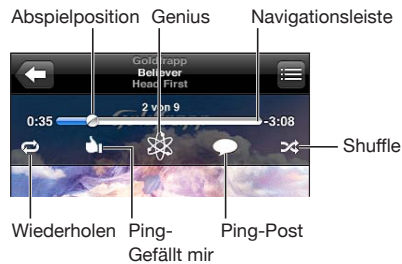 Abspielposition Genius Navigationsleiste
Goldfrapp
Believer
Head First
2 von 9
0:35 -3:08
Shuffle
Wiederholen Ping- Ping-Post
Gefällt mir